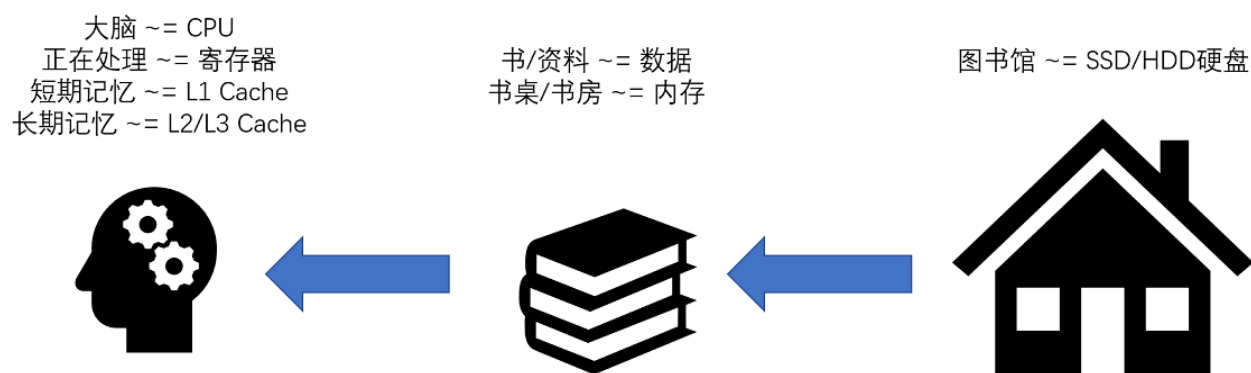 大脑 ~= CPU
正在处理 ~= 寄存器
短期记忆 ~= L1 Cache
长期记忆 ~= L2/L3 Cache
书/资料 ~= 数据
书桌/书房 ~= 内存
图书馆 ~= SSD/HDD硬盘